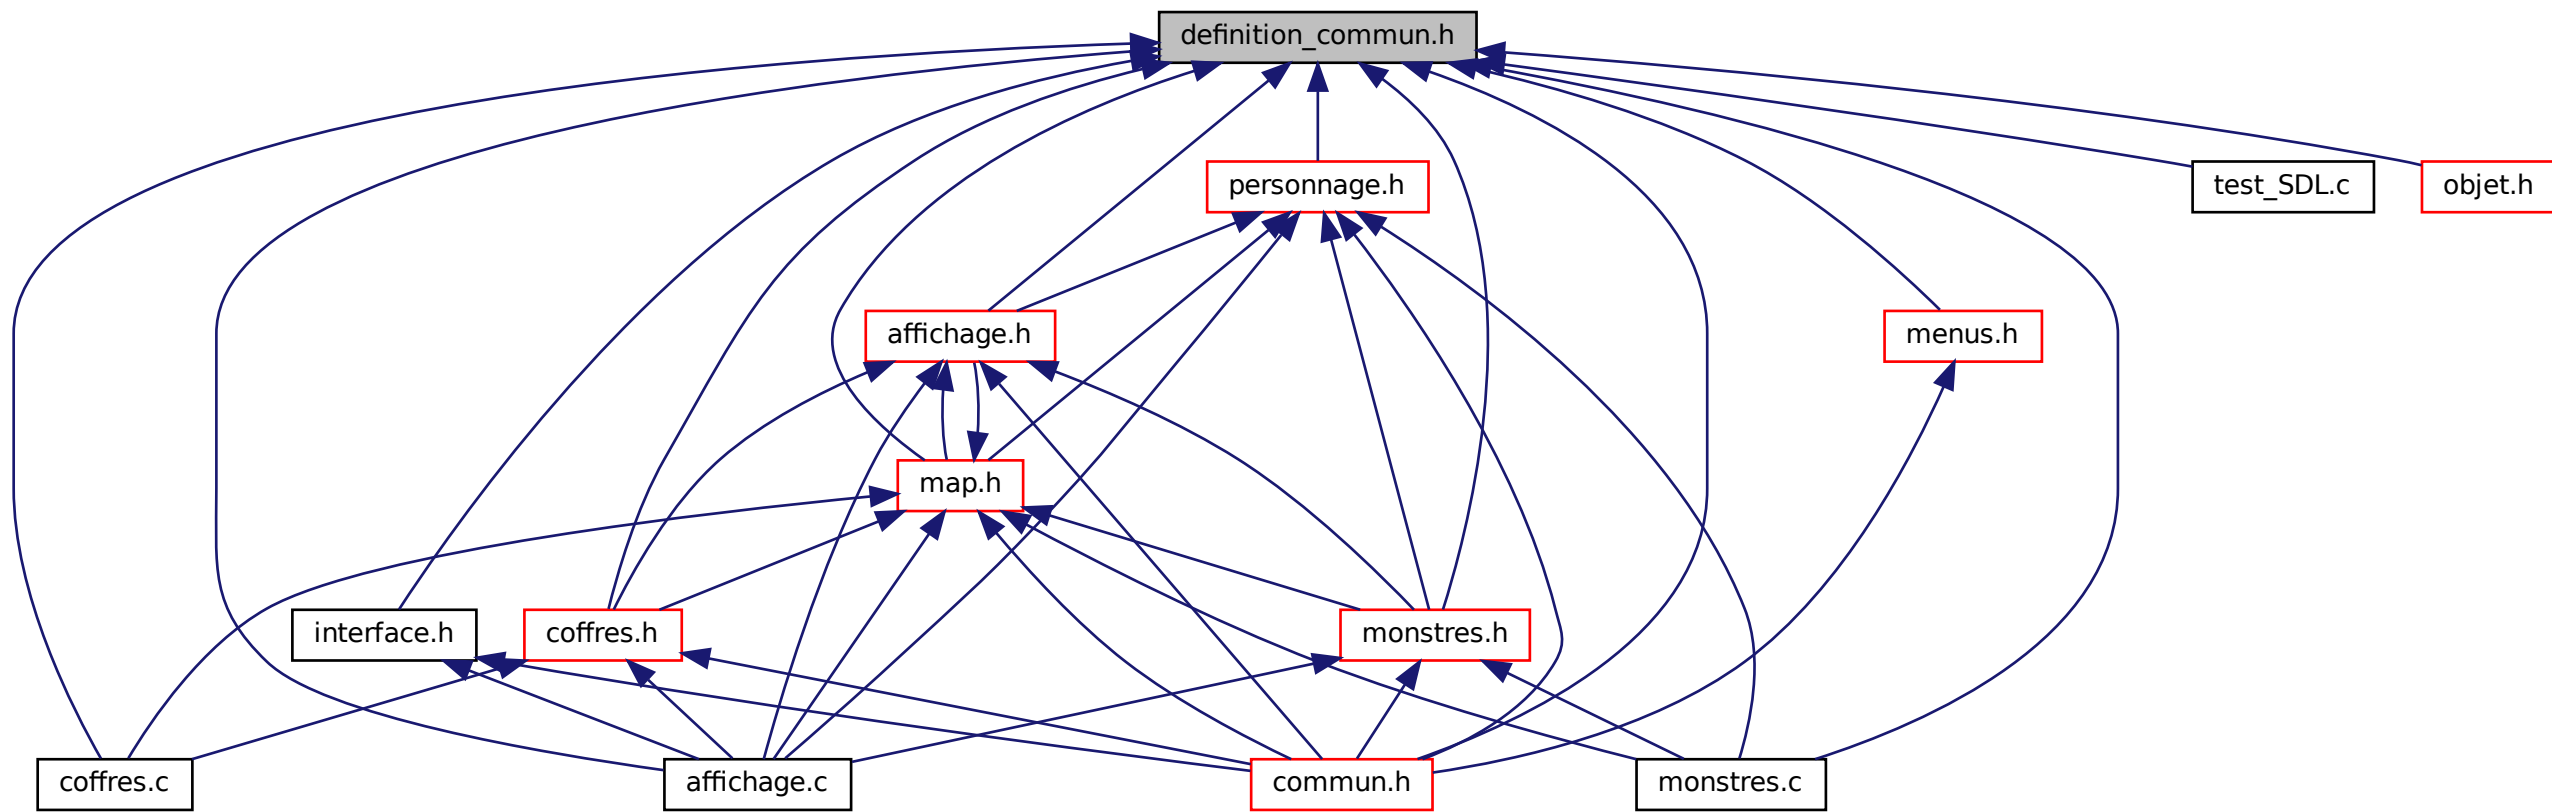 definition_commun.h
personnage.h
test_SDL.c
objet.h
affichage.h
menus.h
map.h
interface.h
coffres.h
monstres.h
coffres.c
affichage.c
commun.h
monstres.c